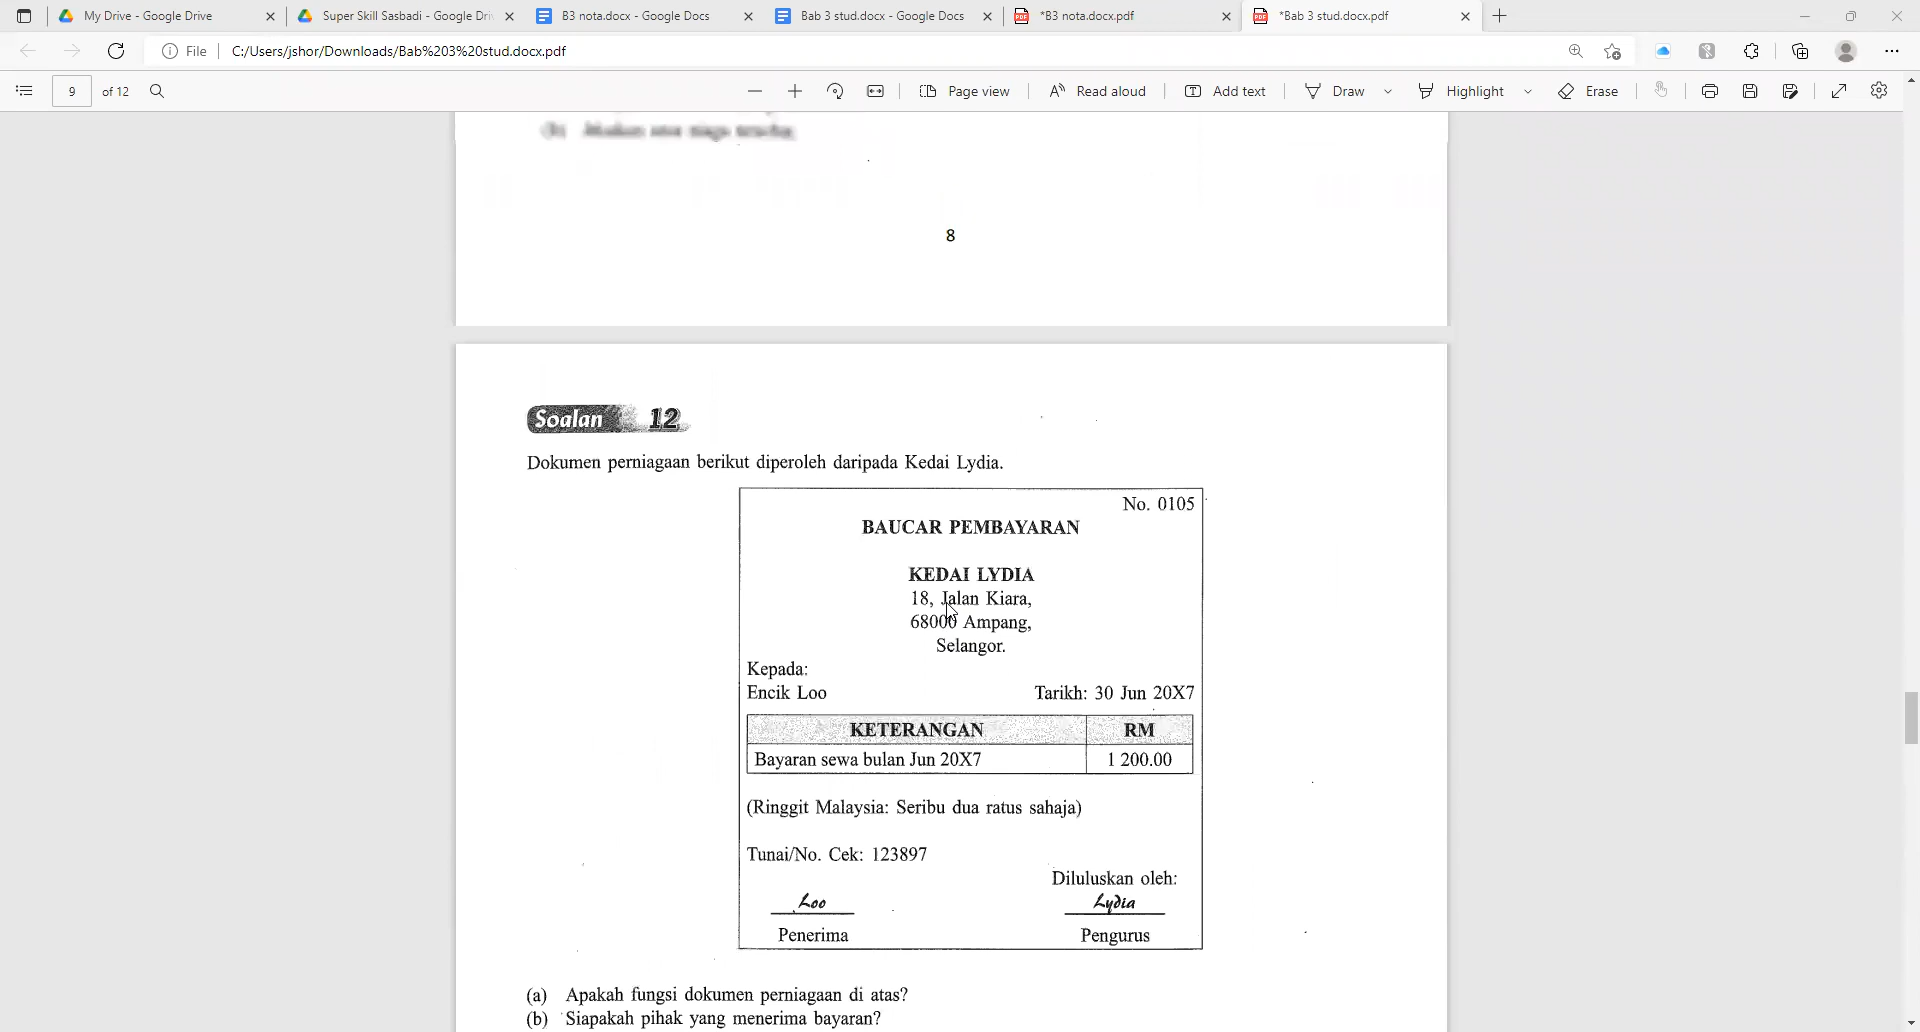 My Drive - Google Drive
Super Skill Sasbadi - Google Dri
B3 nota.docx - Google Docs
Bab 3 stud.docx - Google Docs
*B3 nota.docx.pdf
*Bab 3 stud.docx.pdf
File C:/Users/jshor/Downloads/Bab%203%20stud.docx.pdf
9 of 12 Page view Read aloud Add text Draw Highlight Erase
8
Soalan 12
Dokumen perniagaan berikut diperoleh daripada Kedai Lydia.
No. 0105
BAUCAR PEMBAYARAN
KEDAI LYDIA
18, Jalan Kiara,
68000 Ampang,
Selangor.
Kepada:
Encik Loo Tarikh: 30 Jun 20X7
KETERANGAN RM
Bayaran sewa bulan Jun 20X7 1 200.00
(Ringgit Malaysia: Seribu dua ratus sahaja)
Tunai/No. Cek: 123897
Diluluskan oleh:
Loo Lydia
Penerima Pengurus
(a) Apakah fungsi dokumen perniagaan di atas?
(b) Siapakah pihak yang menerima bayaran?